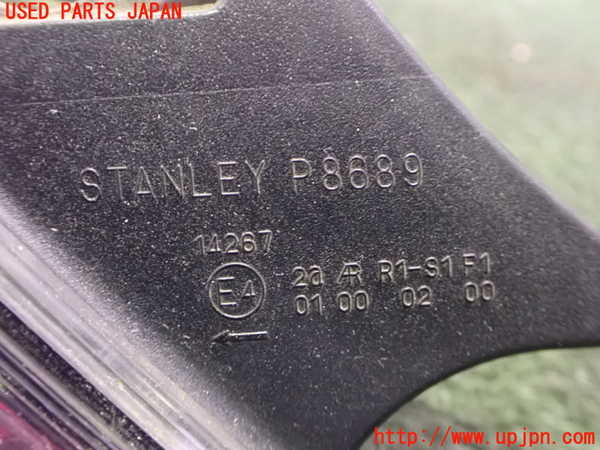 USED PARTS JAPAN
STANLEY P8689
14267
E4 2a AR R1-S1 F1
01 00 02 00
http://www.upjpn.com/